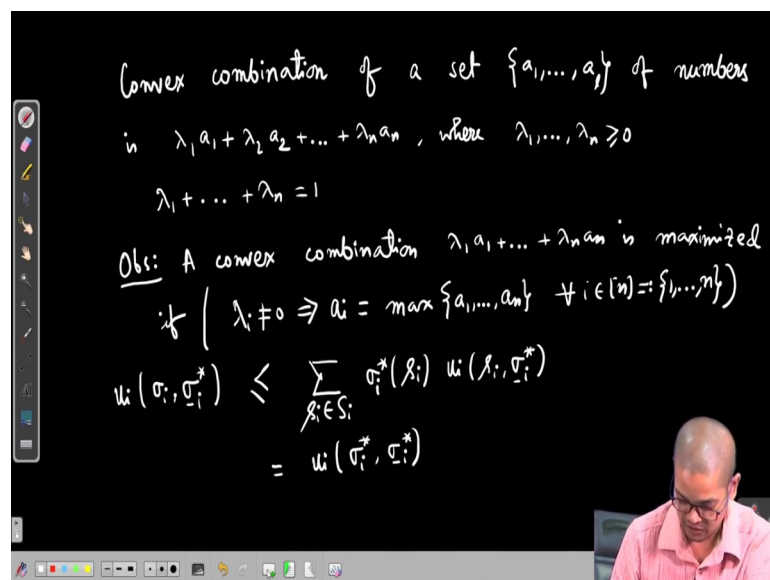 Convex combination of a set {a₁,..., aₙ} of numbers
is λ₁a₁ + λ₂a₂ + ... + λₙaₙ , where λ₁,..., λₙ ⩾ 0
λ₁ + ... + λₙ = 1
Obs: A convex combination λ₁a₁ + ... + λₙaₙ is maximized
if ( λᵢ ≠ 0 ⇒ aᵢ = max {a₁,..., aₙ} ∀ i ∈ [n] =: {1,...,n} )
uᵢ(σᵢ, σ̲ᵢ*) ⩽ ∑_{sᵢ∈Sᵢ} σᵢ*(sᵢ) uᵢ(sᵢ, σ̲ᵢ*)
= uᵢ(σᵢ*, σ̲ᵢ*)